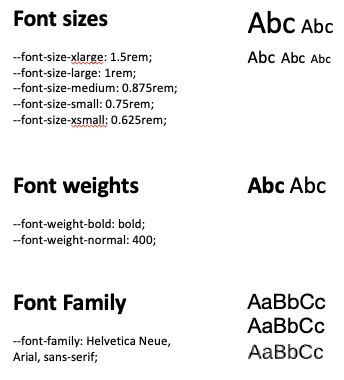 Font sizes
Abc Abc
--font-size-xlarge: 1.5rem;
Abc Abc Abc
--font-size-large: 1rem;
--font-size-medium: 0.875rem;
--font-size-small: 0.75rem;
--font-size-xsmall: 0.625rem;
Font weights
Abc Abc
--font-weight-bold: bold;
--font-weight-normal: 400;
Font Family
AaBbCc
AaBbCc
AaBbCc
--font-family: Helvetica Neue,
Arial, sans-serif;